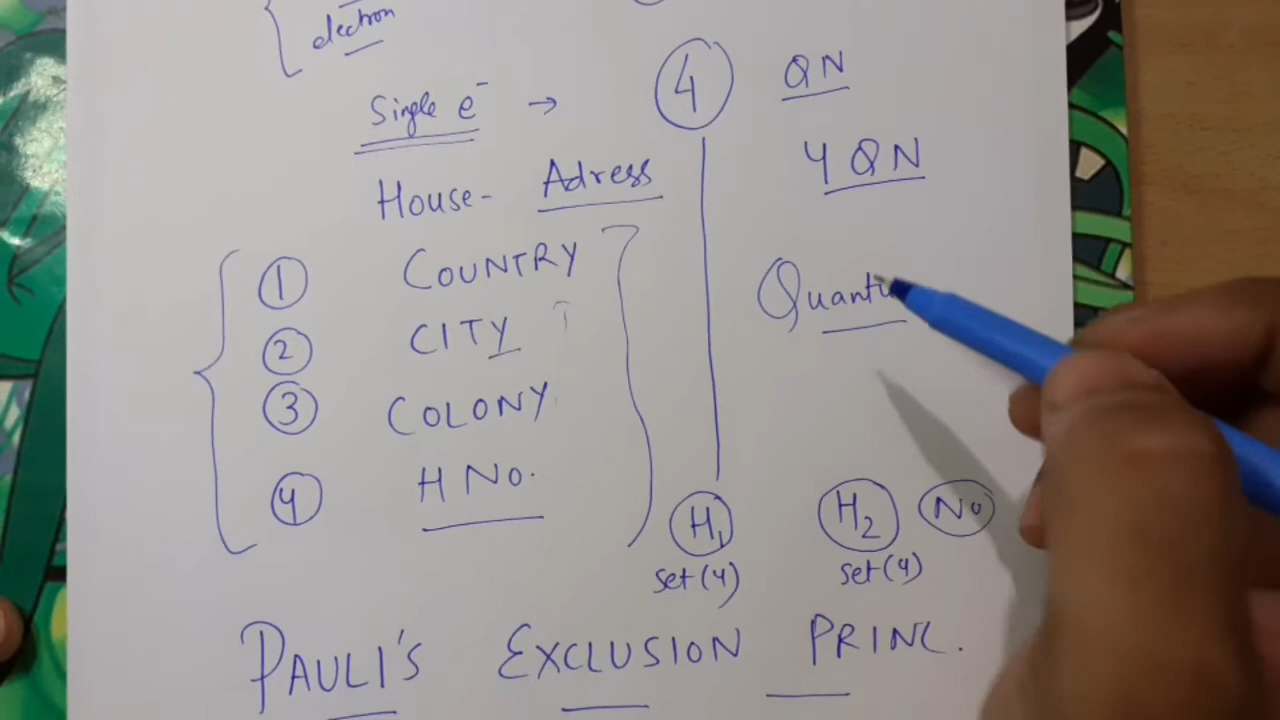 electron
Single e⁻ → 4 QN
4 QN
House- Adress
1 COUNTRY
Quantu
2 CITY
3 COLONY
4 H No.
H₁ H₂ No
set(4) set(4)
PAULI'S EXCLUSION PRINC.